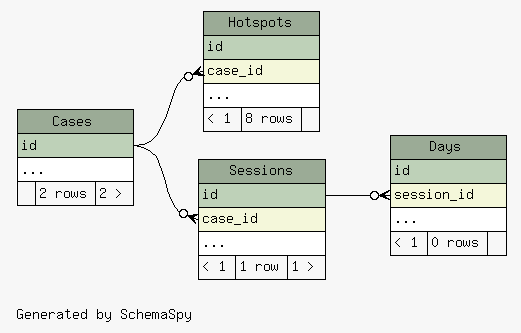 Hotspots
id
case_id
...
< 1 8 rows
Cases
id
...
2 rows 2 >
Sessions
id
case_id
...
< 1 1 row 1 >
Days
id
session_id
...
< 1 0 rows
Generated by SchemaSpy